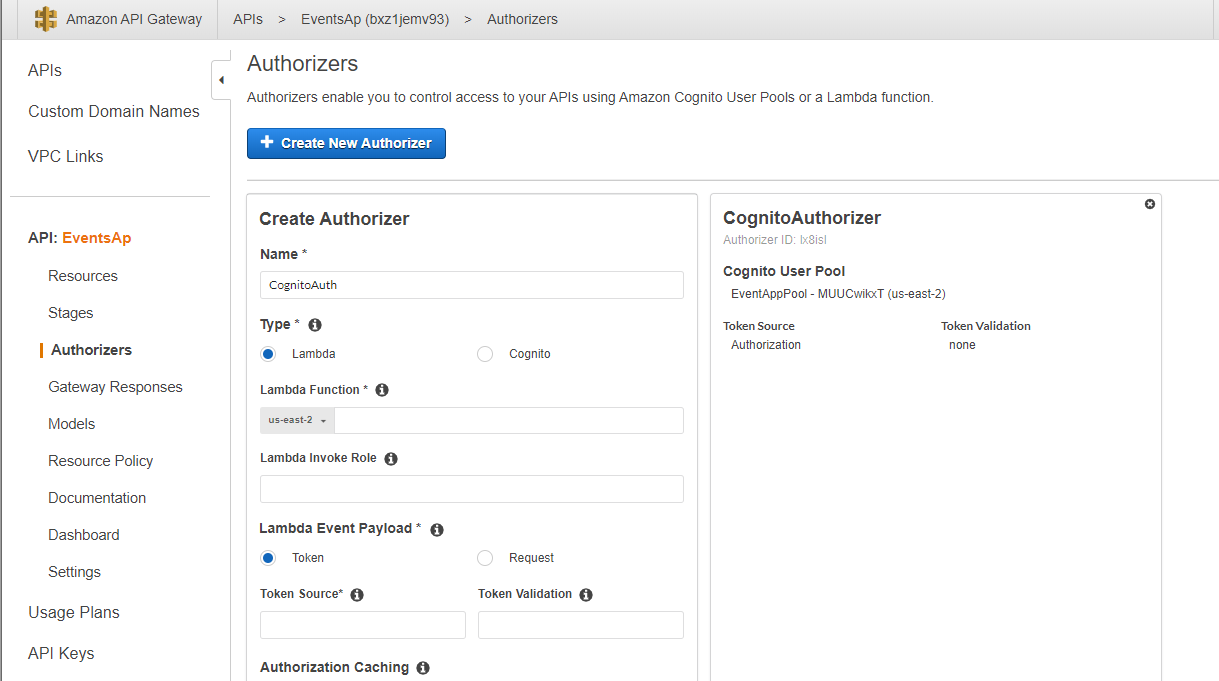 Amazon API Gateway
APIs > EventsAp (bxz1jemv93) > Authorizers
APIs
Custom Domain Names
VPC Links
API: EventsAp
Resources
Stages
Authorizers
Gateway Responses
Models
Resource Policy
Documentation
Dashboard
Settings
Usage Plans
API Keys
Authorizers
Authorizers enable you to control access to your APIs using Amazon Cognito User Pools or a Lambda function.
Create New Authorizer
Create Authorizer
Name *
CognitoAuth
Type *
Lambda Cognito
Lambda Function *
us-east-2
Lambda Invoke Role
Lambda Event Payload *
Token Request
Token Source* Token Validation
Authorization Caching
CognitoAuthorizer
Authorizer ID: lx8isl
Cognito User Pool
EventAppPool - MUUCwikxT (us-east-2)
Token Source Token Validation
Authorization none